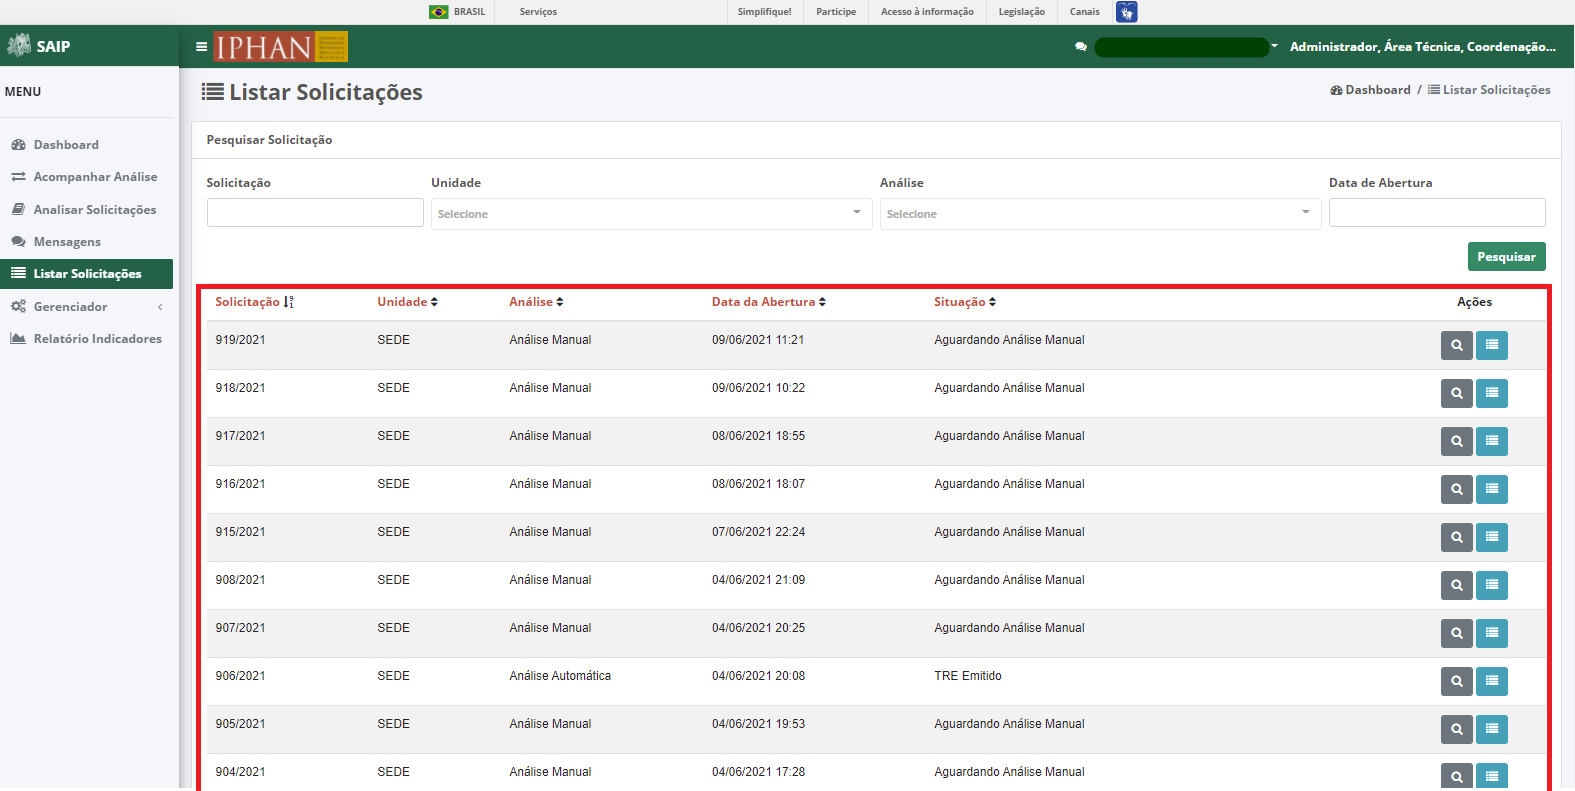 BRASIL Serviços Simplifique! Participe Acesso à informação Legislação Canais
SAIP IPHAN Administrador, Área Técnica, Coordenação...
MENU
Dashboard
Acompanhar Análise
Analisar Solicitações
Mensagens
Listar Solicitações
Gerenciador
Relatório Indicadores
Listar Solicitações
Dashboard / Listar Solicitações
Pesquisar Solicitação
Solicitação Unidade Análise Data de Abertura
Selecione Selecione
Pesquisar
Solicitação Unidade Análise Data da Abertura Situação Ações
919/2021 SEDE Análise Manual 09/06/2021 11:21 Aguardando Análise Manual
918/2021 SEDE Análise Manual 09/06/2021 10:22 Aguardando Análise Manual
917/2021 SEDE Análise Manual 08/06/2021 18:55 Aguardando Análise Manual
916/2021 SEDE Análise Manual 08/06/2021 18:07 Aguardando Análise Manual
915/2021 SEDE Análise Manual 07/06/2021 22:24 Aguardando Análise Manual
908/2021 SEDE Análise Manual 04/06/2021 21:09 Aguardando Análise Manual
907/2021 SEDE Análise Manual 04/06/2021 20:25 Aguardando Análise Manual
906/2021 SEDE Análise Automática 04/06/2021 20:08 TRE Emitido
905/2021 SEDE Análise Manual 04/06/2021 19:53 Aguardando Análise Manual
904/2021 SEDE Análise Manual 04/06/2021 17:28 Aguardando Análise Manual